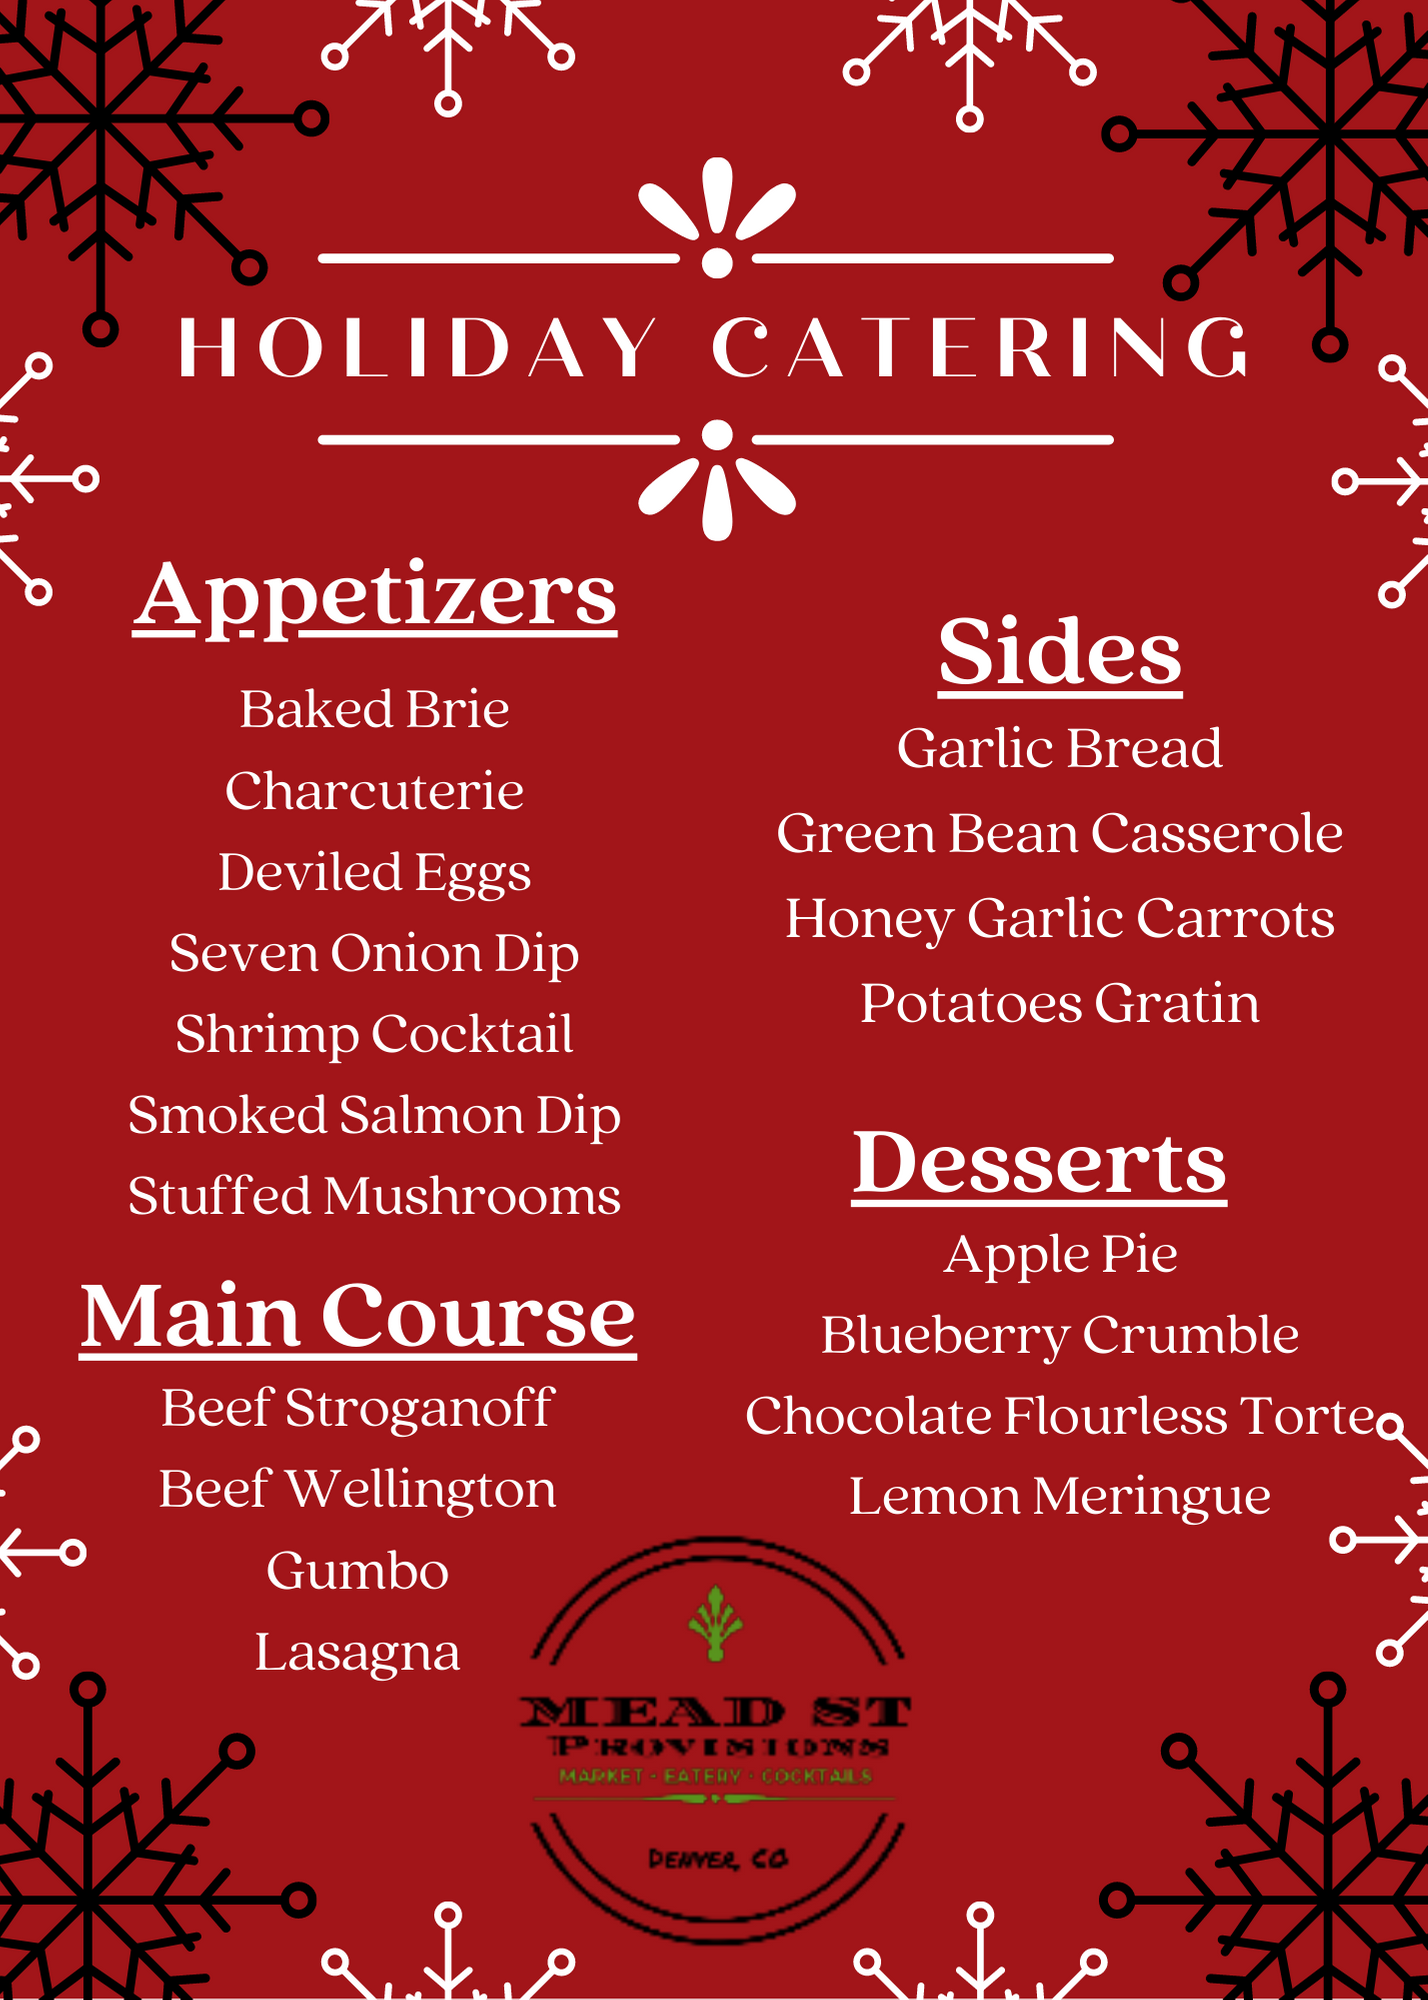 HOLIDAY CATERING
Appetizers
Baked Brie
Charcuterie
Deviled Eggs
Seven Onion Dip
Shrimp Cocktail
Smoked Salmon Dip
Stuffed Mushrooms
Main Course
Beef Stroganoff
Beef Wellington
Gumbo
Lasagna
Sides
Garlic Bread
Green Bean Casserole
Honey Garlic Carrots
Potatoes Gratin
Desserts
Apple Pie
Blueberry Crumble
Chocolate Flourless Torte
Lemon Meringue
MEAD ST
PROVISIONS
MARKET • EATERY • COCKTAILS
DENVER, CO